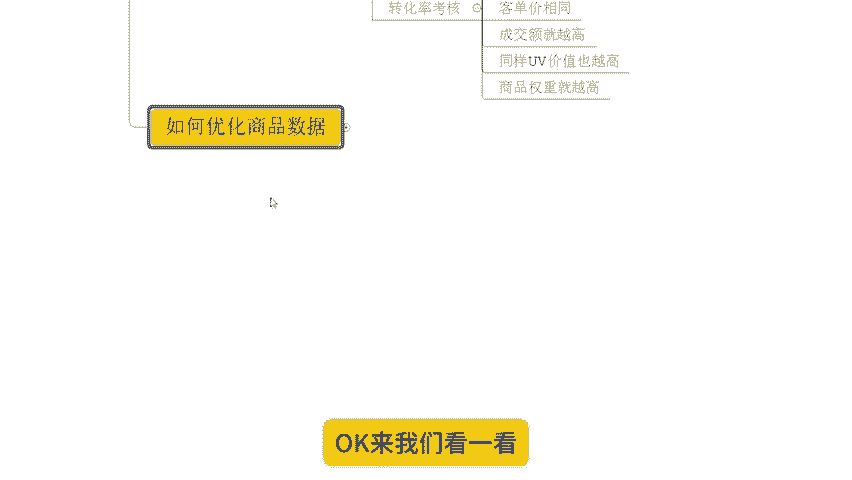 转化率考核
客单价相同
成交额就越高
同样UV价值也越高
商品权重就越高
如何优化商品数据
OK来我们看一看